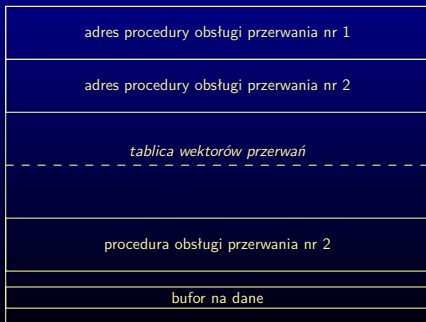 adres procedury obsługi przerwania nr 1
adres procedury obsługi przerwania nr 2
tablica wektorów przerwań
procedura obsługi przerwania nr 2
bufor na dane